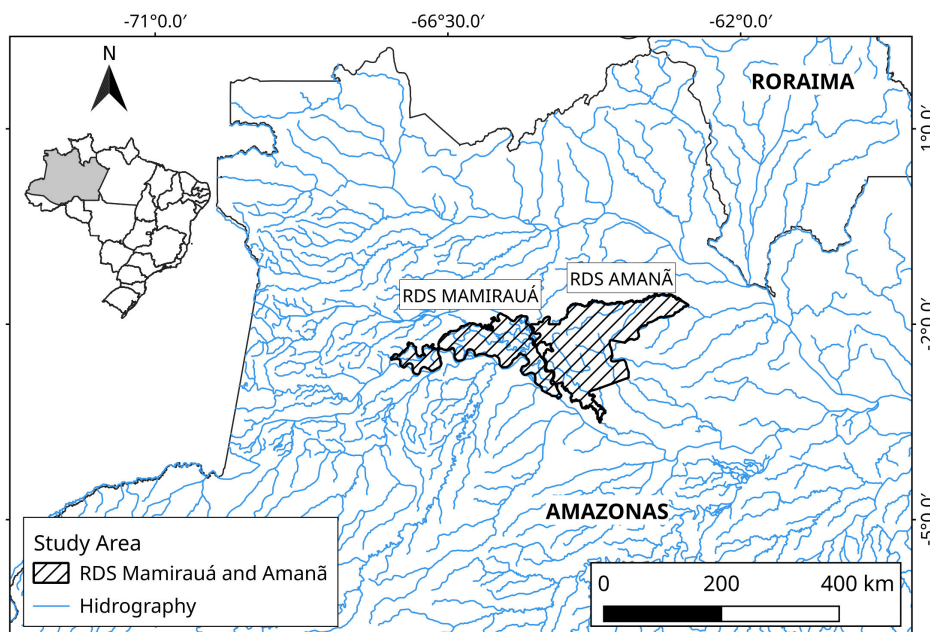 -71°0.0′ -66°30.0′ -62°0.0′
N
RORAIMA
1°0.0′
RDS AMANÃ
RDS MAMIRAUÁ
-2°0.0′
AMAZONAS
-5°0.0′
Study Area
RDS Mamirauá and Amanã
Hidrography
0 200 400 km